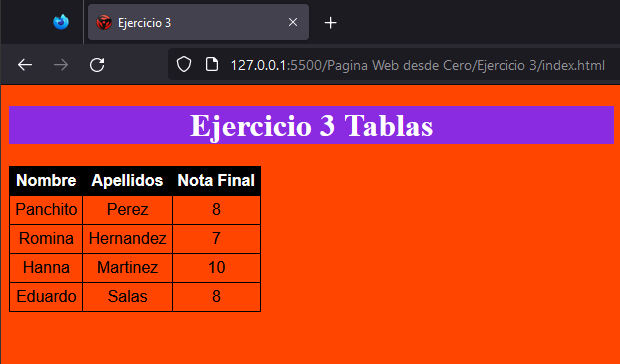 Ejercicio 3
127.0.0.1:5500/Pagina Web desde Cero/Ejercicio 3/index.html
Ejercicio 3 Tablas
Nombre Apellidos Nota Final
Panchito Perez 8
Romina Hernandez 7
Hanna Martinez 10
Eduardo Salas 8